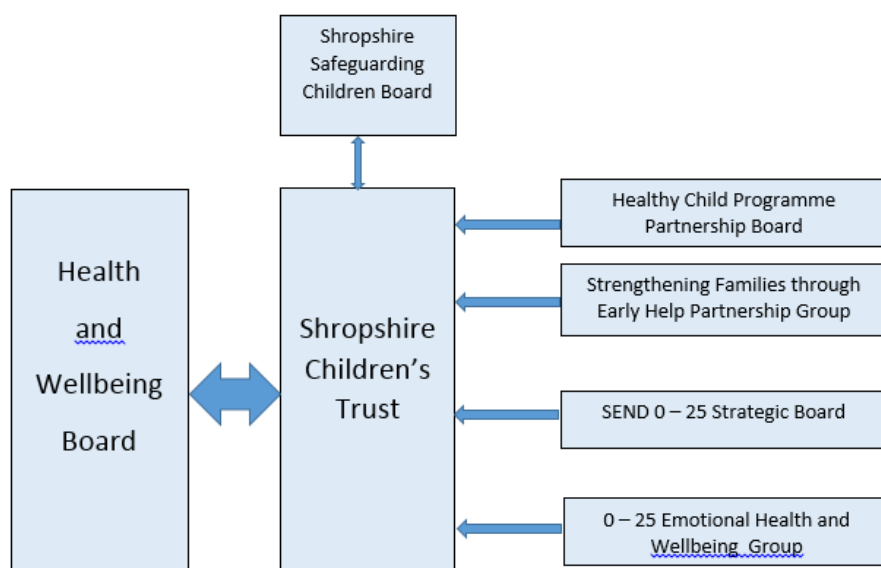 Shropshire
Safeguarding
Children Board
Health
and
Wellbeing
Board
Shropshire
Children’s
Trust
Healthy Child Programme
Partnership Board
Strengthening Families through
Early Help Partnership Group
SEND 0 – 25 Strategic Board
0 – 25 Emotional Health and
Wellbeing Group